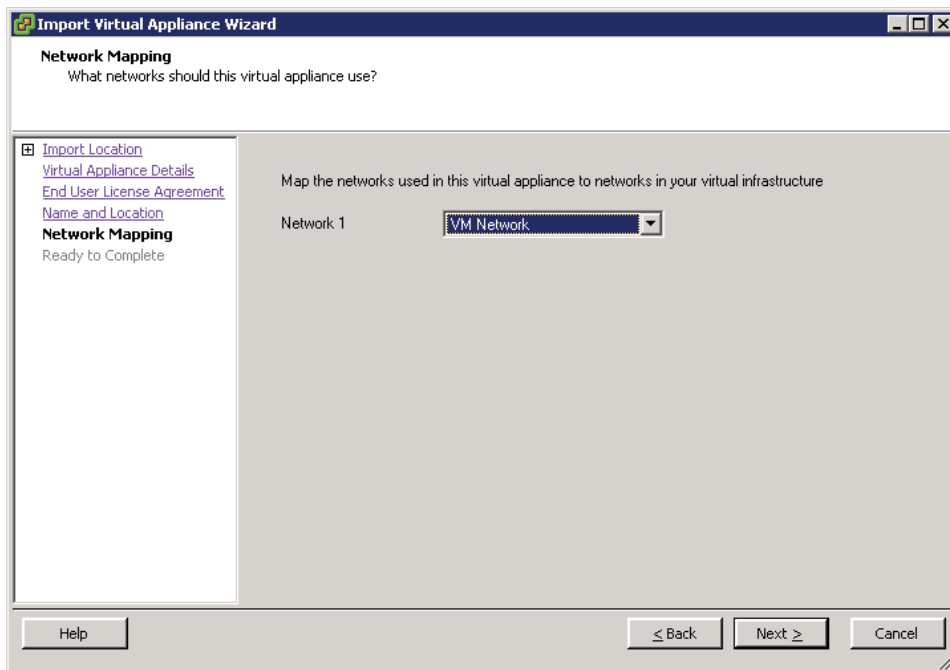 Import Virtual Appliance Wizard
Network Mapping
What networks should this virtual appliance use?
Import Location
Virtual Appliance Details
End User License Agreement
Name and Location
Network Mapping
Ready to Complete
Map the networks used in this virtual appliance to networks in your virtual infrastructure
Network 1 VM Network
Help < Back Next > Cancel